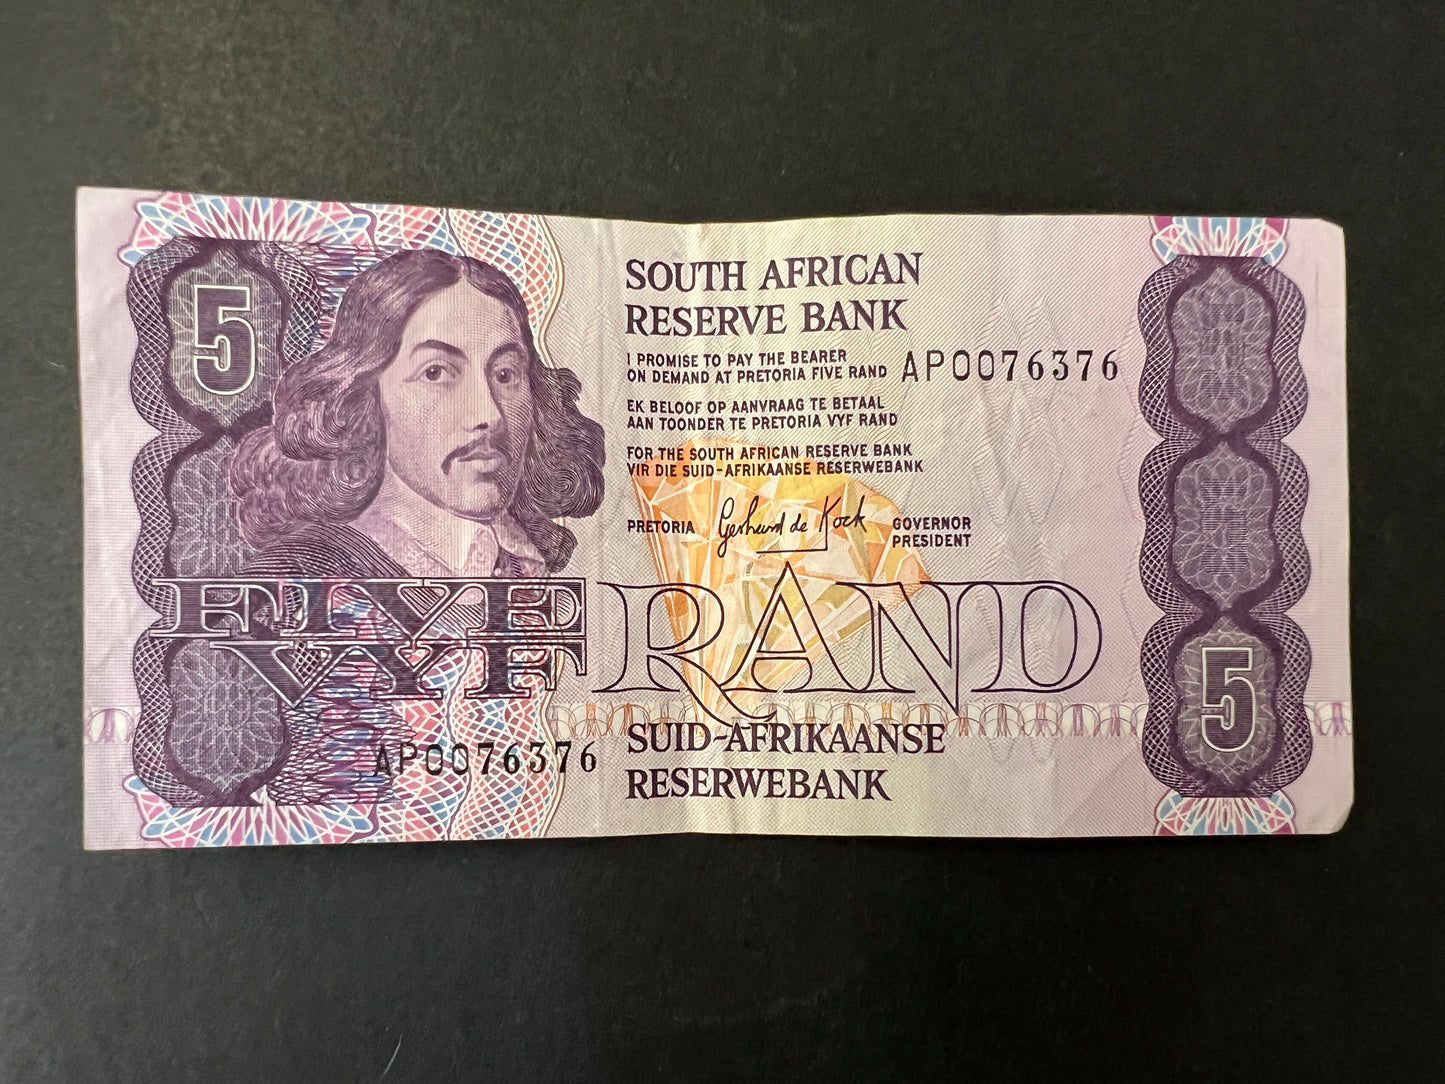 5
SOUTH AFRICAN
RESERVE BANK
I PROMISE TO PAY THE BEARER
ON DEMAND AT PRETORIA FIVE RAND
AP0076376
EK BELOOF OP AANVRAAG TE BETAAL
AAN TOONDER TE PRETORIA VYF RAND
FOR THE SOUTH AFRICAN RESERVE BANK
VIR DIE SUID-AFRIKAANSE RESERWEBANK
PRETORIA Gerhard de Kock GOVERNOR
PRESIDENT
FIVE RAND
VYF
5
AP0076376
SUID-AFRIKAANSE
RESERWEBANK